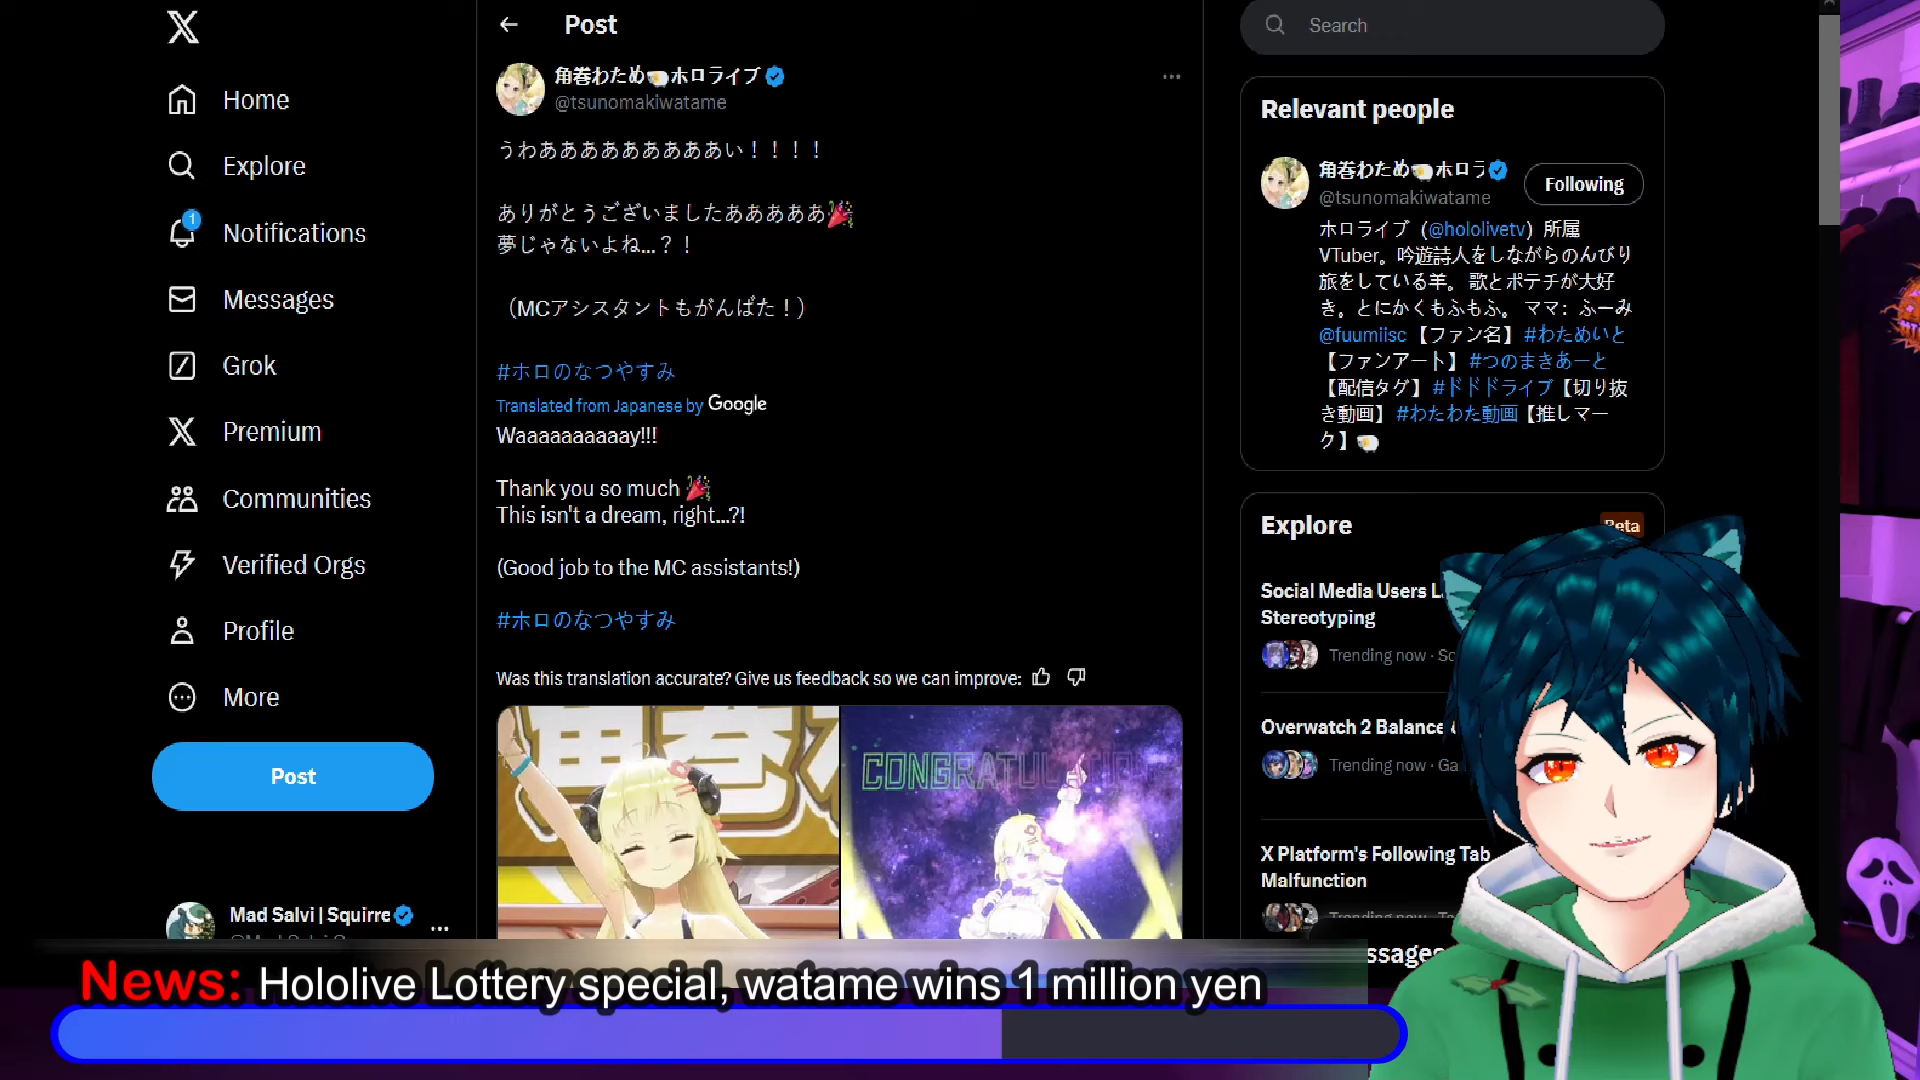 Home
Explore
1
Notifications
Messages
Grok
Premium
Communities
Verified Orgs
Profile
More
Post
Mad Salvi | Squirre
Post
角巻わため🐏ホロライブ
@tsunomakiwatame
うわあああああああああい！！！！
ありがとうございましたあああああ🎉
夢じゃないよね...？！
（MCアシスタントもがんばた！）
#ホロのなつやすみ
Translated from Japanese by Google
Waaaaaaaaaay!!!
Thank you so much 🎉
This isn't a dream, right...?!
(Good job to the MC assistants!)
#ホロのなつやすみ
Was this translation accurate? Give us feedback so we can improve:
Search
Relevant people
角巻わため🐏ホロラ
Following
@tsunomakiwatame
ホロライブ（@hololivetv）所属
VTuber。吟遊詩人をしながらのんびり
旅をしている羊。 歌とポテチが大好
き。とにかくもふもふ。 ママ：ふーみ
@fuumiisc 【ファン名】#わためいと
【ファンアート】 #つのまきあーと
【配信タグ】 #ドドドライブ【切り抜
き動画】 #わたわた動画【推しマー
ク】🐏
Explore
Beta
Social Media Users
Stereotyping
Trending now
Overwatch 2 Balance
Trending now
X Platform's Following Tab
Malfunction
Trending now
News: Hololive Lottery special, watame wins 1 million yen